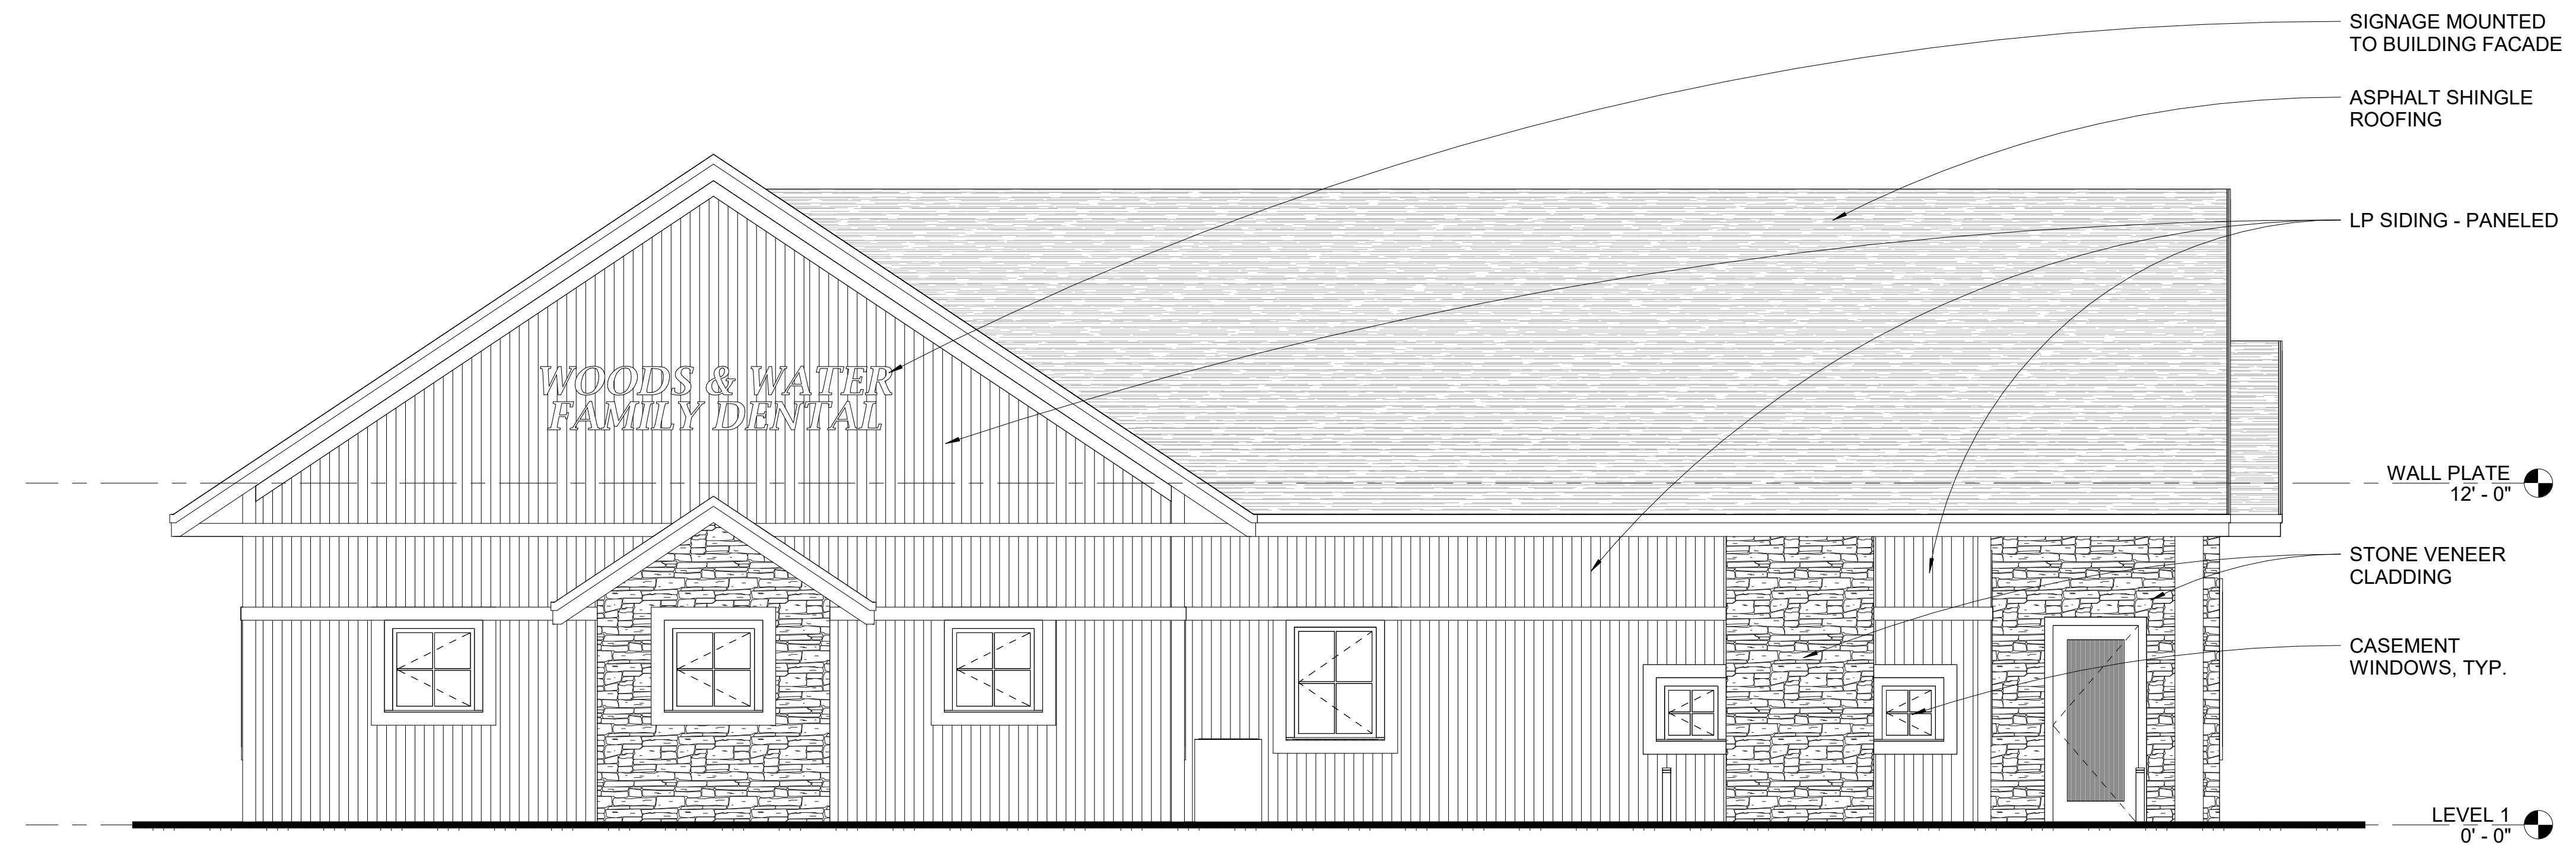 SIGNAGE MOUNTED
TO BUILDING FACADE
ASPHALT SHINGLE
ROOFING
LP SIDING - PANELED
WOODS & WATER
FAMILY DENTAL
WALL PLATE
12' - 0"
STONE VENEER
CLADDING
CASEMENT
WINDOWS, TYP.
LEVEL 1
0' - 0"